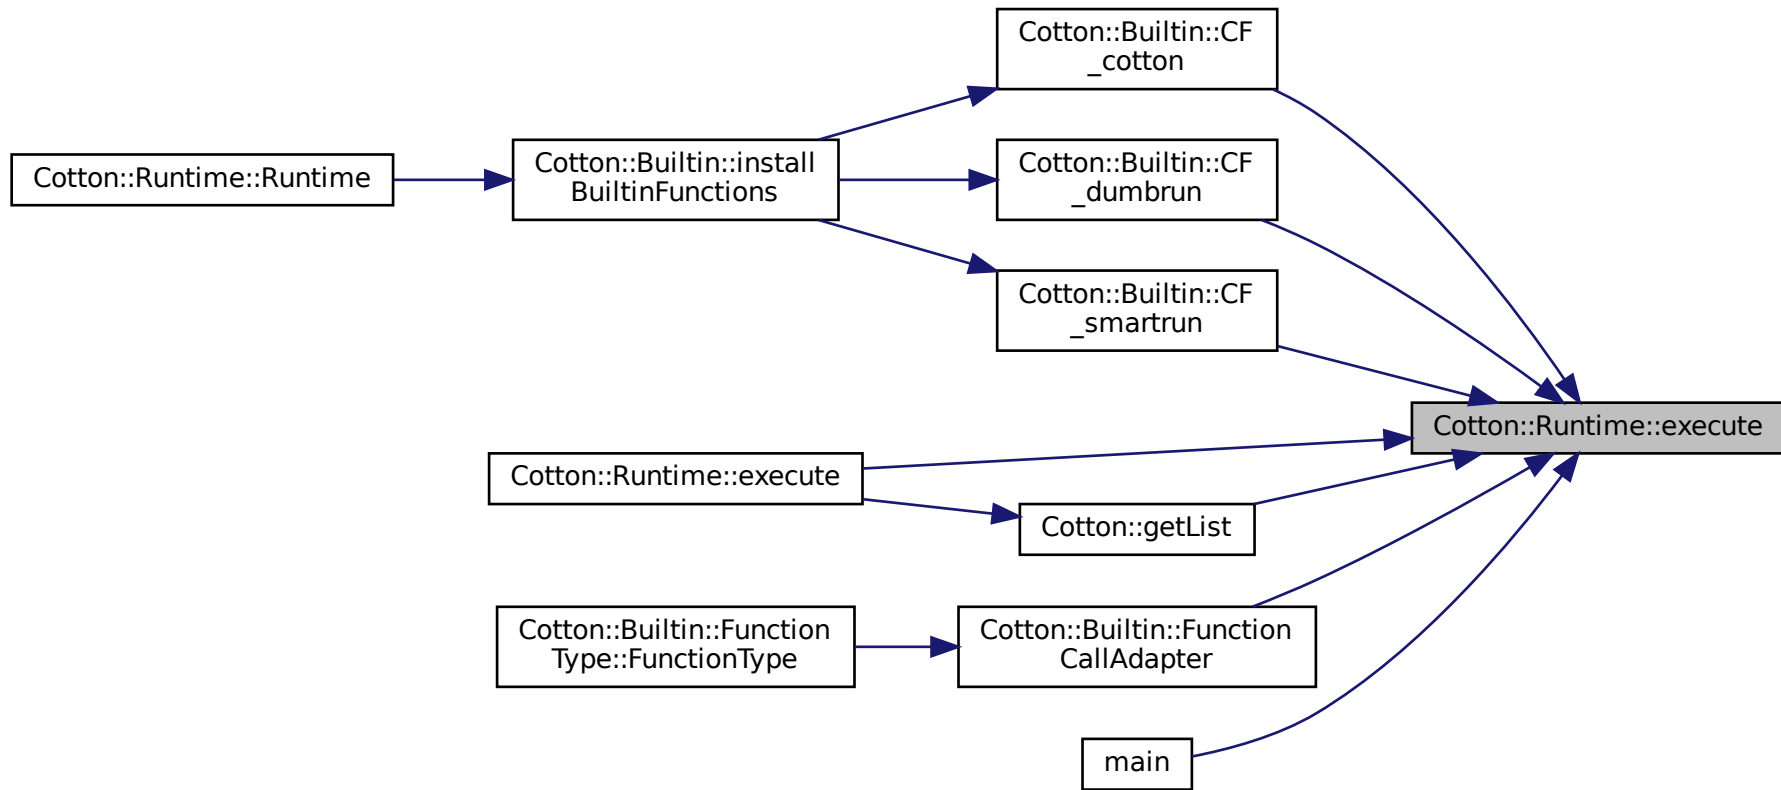 Cotton::Builtin::CF
_cotton
Cotton::Runtime::Runtime
Cotton::Builtin::install
BuiltinFunctions
Cotton::Builtin::CF
_dumbrun
Cotton::Builtin::CF
_smartrun
Cotton::Runtime::execute
Cotton::Runtime::execute
Cotton::getList
Cotton::Builtin::Function
Type::FunctionType
Cotton::Builtin::Function
CallAdapter
main